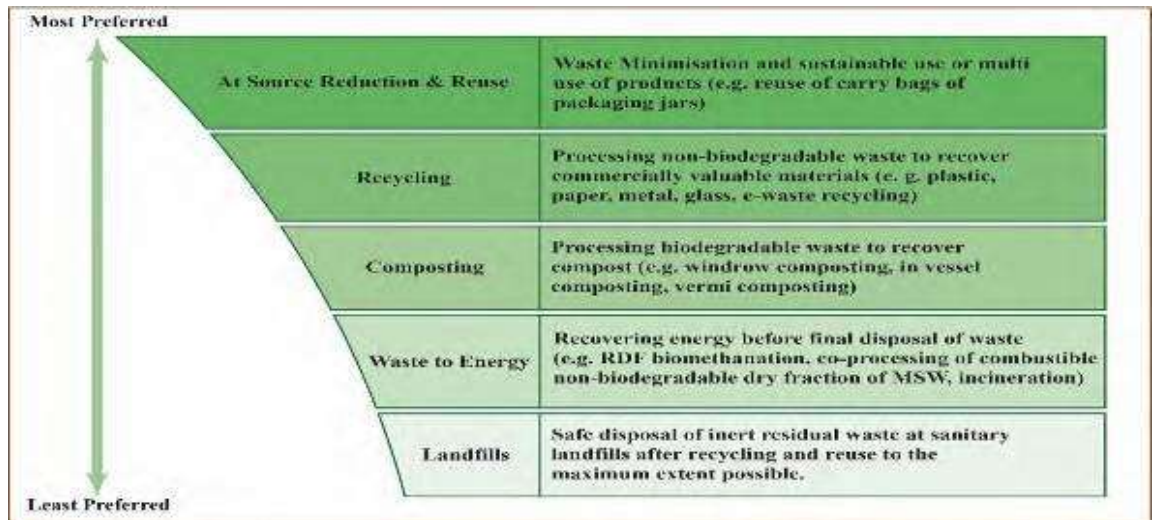 Most Preferred
At Source Reduction & Reuse
Waste Minimisation and sustainable use or multi
use of products (e.g. reuse of carry bags of
packaging jars)
Recycling
Processing non-biodegradable waste to recover
commercially valuable materials (e. g. plastic,
paper, metal, glass, e-waste recycling)
Composting
Processing biodegradable waste to recover
compost (e.g. windrow composting, in vessel
composting, vermi composting)
Waste to Energy
Recovering energy before final disposal of waste
(e.g. RDF biomethanation, co-processing of combustible
non-biodegradable dry fraction of MSW, incineration)
Landfills
Safe disposal of inert residual waste at sanitary
landfills after recycling and reuse to the
maximum extent possible.
Least Preferred